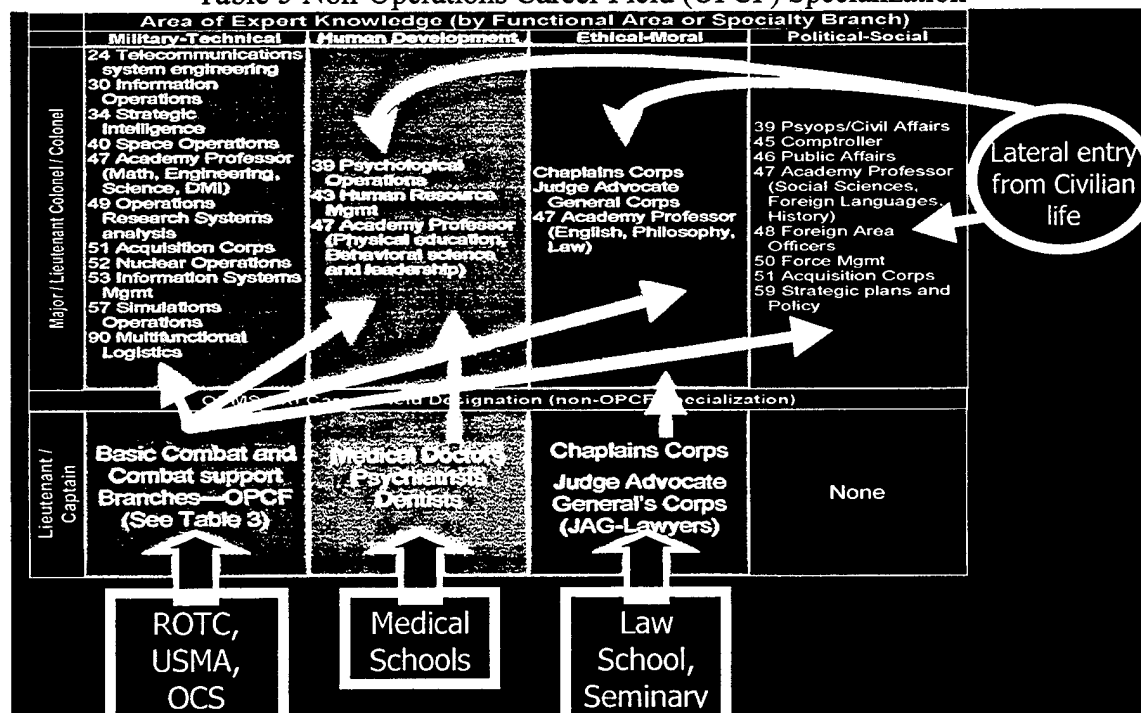 Table 5 Non-Operations Career Field (OPCF) Specialization
Area of Expert Knowledge (by Functional Area or Specialty Branch)
Military-Technical
Human Development
Ethical-Moral
Political-Social
Major / Lieutenant Colonel / Colonel
24 Telecommunications
system engineering
30 Information
Operations
34 Strategic
Intelligence
40 Space Operations
47 Academy Professor
(Math, Engineering,
Science, DMI)
49 Operations
Research Systems
analysis
51 Acquisition Corps
52 Nuclear Operations
53 Information Systems
Mgmt
57 Simulations
Operations
90 Multifunctional
Logistics
39 Psychological
Operations
43 Human Resource
Mgmt
47 Academy Professor
(Physical education,
Behavioral science
and leadership)
Chaplains Corps
Judge Advocate
General Corps
47 Academy Professor
(English, Philosophy,
Law)
39 Psyops/Civil Affairs
45 Comptroller
46 Public Affairs
47 Academy Professor
(Social Sciences,
Foreign Languages,
History)
48 Foreign Area
Officers
50 Force Mgmt
51 Acquisition Corps
59 Strategic plans and
Policy
Lateral entry
from Civilian
life
Designation (non-OPCF
Lieutenant /
Captain
Basic Combat and
Combat support
Branches—OPCF
(See Table 3)
Medical Doctors
Psychiatrists
Dentists
Chaplains Corps
Judge Advocate
General's Corps
(JAG-Lawyers)
None
ROTC,
USMA,
OCS
Medical
Schools
Law
School,
Seminary